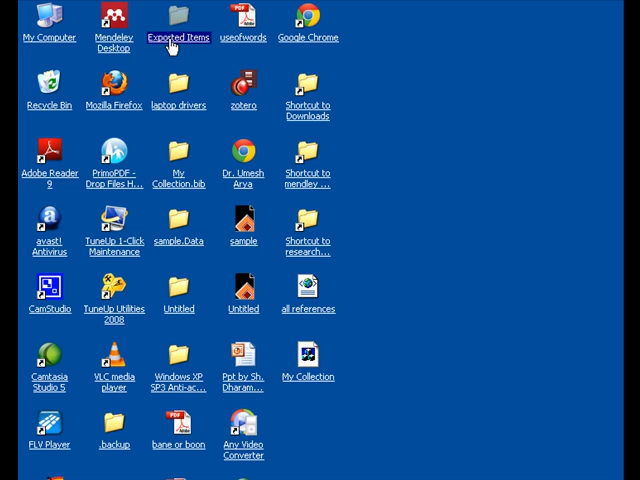 My Computer
Mendeley
Desktop
Exported Items
PDF
useofwords
Google Chrome
Recycle Bin
Mozilla Firefox
laptop drivers
zotero
Shortcut to
Downloads
Adobe Reader
9
PrimoPDF -
Drop Files H...
My
Collection.bib
Dr. Umesh
Arya
Shortcut to
mendley ...
avast!
Antivirus
TuneUp 1-Click
Maintenance
sample.Data
sample
Shortcut to
research...
CamStudio
TuneUp Utilities
2008
Untitled
Untitled
all references
Camtasia
Studio 5
VLC media
player
Windows XP
SP3 Anti-ac...
Ppt by Sh.
Dharam...
My Collection
FLV Player
.backup
PDF
bane or boon
Any Video
Converter